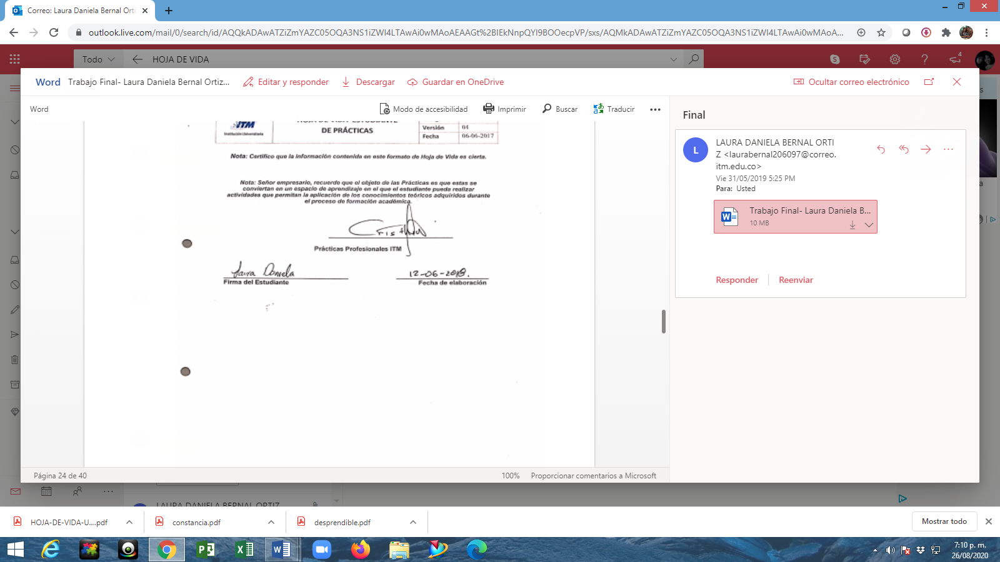 Correo: Laura Daniela Bernal Orti
outlook.live.com/mail/0/search/id/AQQkADAwATZiZmYAZC05OQA3NS1iZWI4LTAwAi0wMAoAEAAGt%2BIEkNnpQYI9BOOecpVP/sxs/AQMkADAwATZiZmYAZC05OQA3NS1iZWI4LTAwAi0wMAoA...
Todo
HOJA DE VIDA
4
Word
Trabajo Final- Laura Daniela Bernal Ortiz...
Editar y responder
Descargar
Guardar en OneDrive
Ocultar correo electrónico
Word
Modo de accesibilidad
Imprimir
Buscar
Traducir
ITM
Institución Universitaria
HOJA DE VIDA ESTUDIANTE
DE PRÁCTICAS
Versión
04
Fecha
06-06-2017
Nota: Certifico que la información contenida en este formato de Hoja de Vida es cierta.
Nota: Señor empresario, recuerde que el objeto de las Prácticas es que estas se
conviertan en un espacio de aprendizaje en el que el estudiante pueda realizar
actividades que permitan la aplicación de los conocimientos teóricos adquiridos durante
el proceso de formación académica.
Prácticas Profesionales ITM
Laura Daniela
12-06-2018.
Firma del Estudiante
Fecha de elaboración
Página 24 de 40
100%
Proporcionar comentarios a Microsoft
Final
L
LAURA DANIELA BERNAL ORTI
Z <laurabernal206097@correo.
itm.edu.co>
Vie 31/05/2019 5:25 PM
Para: Usted
Trabajo Final- Laura Daniela B...
10 MB
Responder
Reenviar
LAURA DANIELA BERNAL ORTIZ
HOJA-DE-VIDA-U....pdf
constancia.pdf
desprendible.pdf
Mostrar todo
7:10 p. m.
26/08/2020